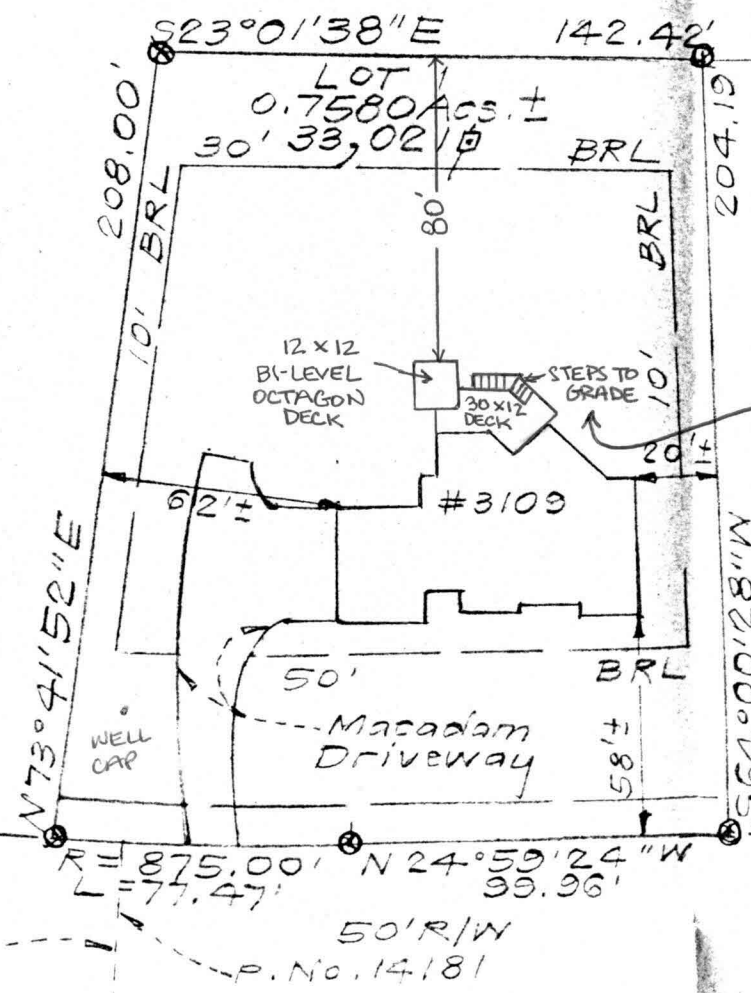 S23°01'38"E 142.42'
LOT 1
0.7580 Acs. ±
30' 33,021 BRL
208.00'
204.19
BRL
BRL
80'
10'
10'
12 x 12
BI-LEVEL
OCTAGON
DECK
STEPS TO
GRADE
30 x 12
DECK
20'±
62'±
#3109
N73°41'52"E
50'
BRL
WELL
CAP
Macadam
Driveway
58'±
R = 875.00'
L = 77.47'
N 24°59'24"W
99.96'
50' R/W
P. No. 14181